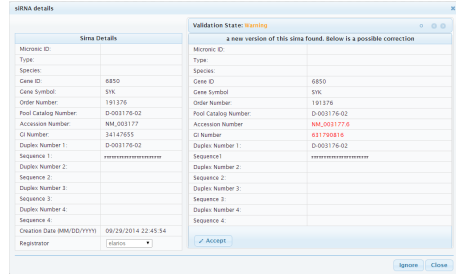 siRNA details
Sirna Details
Micronic ID:
Type:
Species:
Gene ID: 6850
Gene Symbol: SYK
Order Number: 191376
Pool Catalog Number: D-003176-02
Accession Number: NM_003177
GI Number: 34147655
Duplex Number 1: D-003176-02
Sequence 1: **********************
Duplex Number 2:
Sequence 2:
Duplex Number 3:
Sequence 3:
Duplex Number 4:
Sequence 4:
Creation Date (MM/DD/YYYY) 09/29/2014 22:45:54
Registrator elarios
Validation State: Warning
a new version of this sirna found. Below is a possible correction
Micronic ID:
Type:
Species:
Gene ID 6850
Gene Symbol SYK
Order Number: 191376
Pool Catalog Number: D-003176-02
Accession Number NM_003177.6
GI Number 631790816
Duplex Number 1: D-003176-02
Sequence1 **********************
Duplex Number 2:
Sequence 2:
Duplex Number 3:
Sequence 3:
Duplex Number 4:
Sequence 4:
Accept
Ignore Close